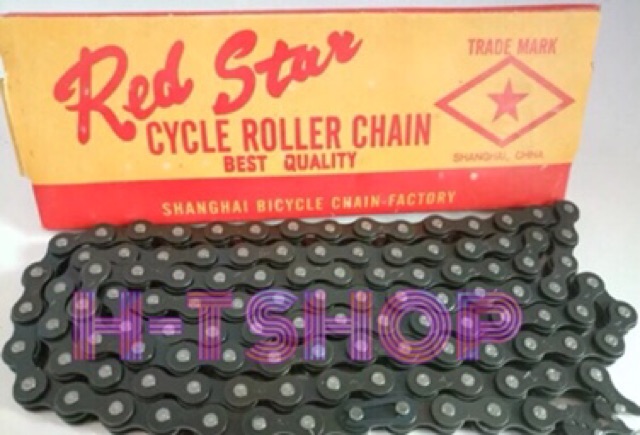 Red Star
TRADE MARK
CYCLE ROLLER CHAIN
BEST QUALITY
SHANGHAI, CHINA
SHANGHAI BICYCLE CHAIN-FACTORY
H-TSHOP